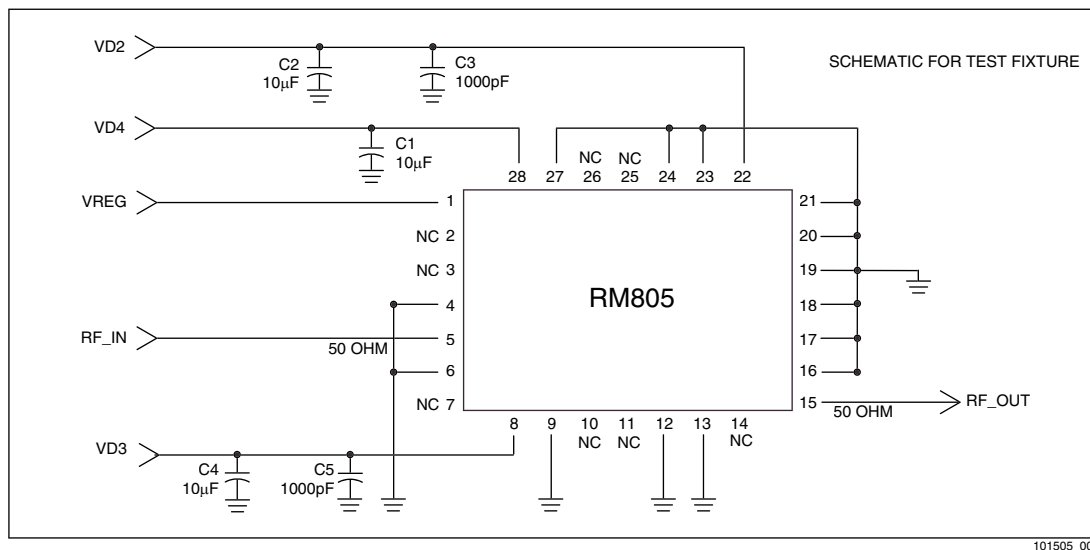 VD2
C2
10µF
C3
1000pF
SCHEMATIC FOR TEST FIXTURE
VD4
C1
10µF
NC
NC
28
27
26
25
24
23
22
VREG
1
21
NC 2
20
NC 3
19
RM805
4
18
RF_IN
50 OHM
5
17
6
16
NC 7
15
50 OHM
RF_OUT
8
9
10
11
12
13
14
NC
NC
NC
VD3
C4
10µF
C5
1000pF